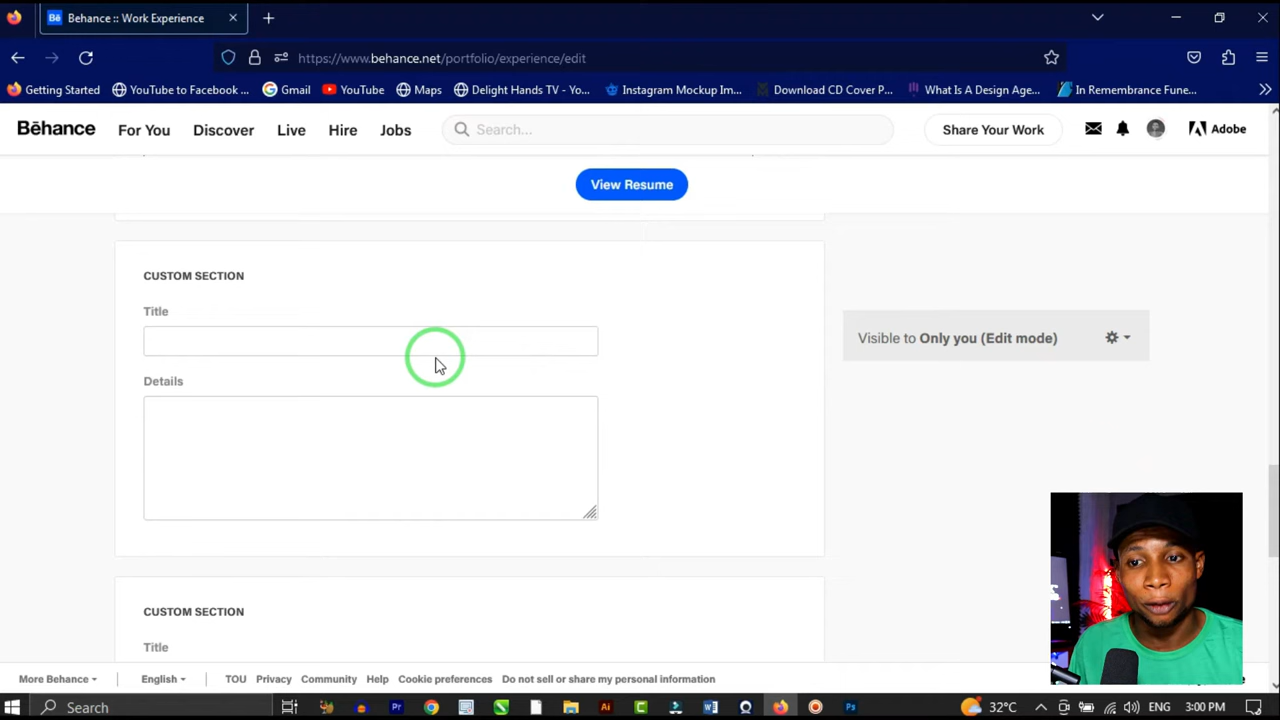 Behance :: Work Experience
https://www.behance.net/portfolio/experience/edit
Getting Started YouTube to Facebook ... Gmail YouTube Maps Delight Hands TV - Yo... Instagram Mockup Im... Download CD Cover P... What Is A Design Age... In Remembrance Fune...
Bēhance For You Discover Live Hire Jobs Search... Share Your Work Adobe
View Resume
CUSTOM SECTION
Title
Visible to Only you (Edit mode)
Details
CUSTOM SECTION
Title
More Behance English TOU Privacy Community Help Cookie preferences Do not sell or share my personal information
Search 32°C ENG 3:00 PM